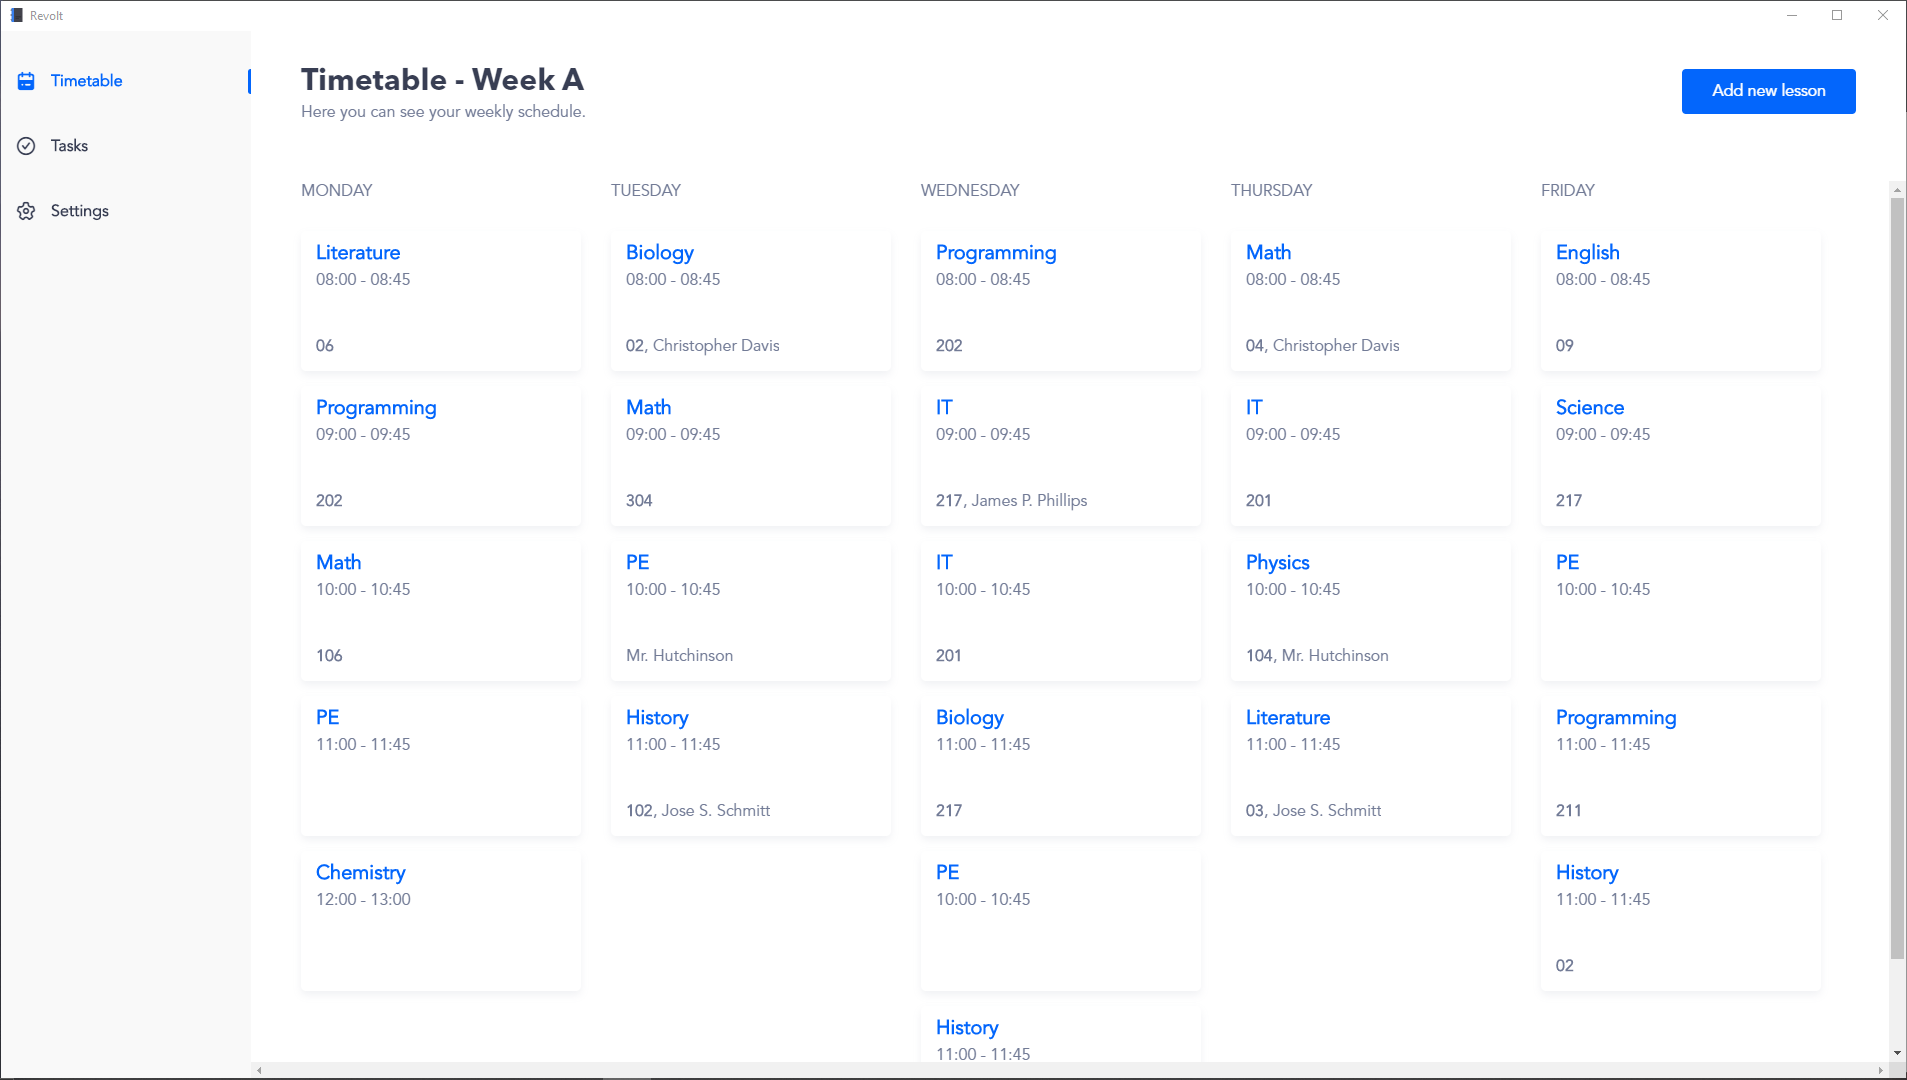 Revolt
Timetable
Tasks
Settings
Timetable - Week A
Here you can see your weekly schedule.
Add new lesson
MONDAY
Literature
08:00 - 08:45
06
Programming
09:00 - 09:45
202
Math
10:00 - 10:45
106
PE
11:00 - 11:45
Chemistry
12:00 - 13:00
TUESDAY
Biology
08:00 - 08:45
02, Christopher Davis
Math
09:00 - 09:45
304
PE
10:00 - 10:45
Mr. Hutchinson
History
11:00 - 11:45
102, Jose S. Schmitt
WEDNESDAY
Programming
08:00 - 08:45
202
IT
09:00 - 09:45
217, James P. Phillips
IT
10:00 - 10:45
201
Biology
11:00 - 11:45
217
PE
10:00 - 10:45
History
11:00 - 11:45
THURSDAY
Math
08:00 - 08:45
04, Christopher Davis
IT
09:00 - 09:45
201
Physics
10:00 - 10:45
104, Mr. Hutchinson
Literature
11:00 - 11:45
03, Jose S. Schmitt
FRIDAY
English
08:00 - 08:45
09
Science
09:00 - 09:45
217
PE
10:00 - 10:45
Programming
11:00 - 11:45
211
History
11:00 - 11:45
02